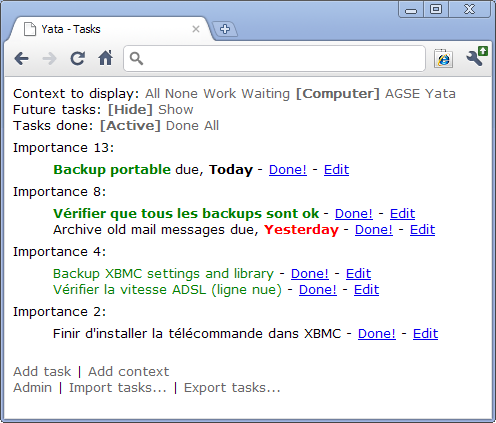 Yata - Tasks
Context to display: All None Work Waiting [Computer] AGSE Yata
Future tasks: [Hide] Show
Tasks done: [Active] Done All
Importance 13:
Backup portable due, Today - Done! - Edit
Importance 8:
Vérifier que tous les backups sont ok - Done! - Edit
Archive old mail messages due, Yesterday - Done! - Edit
Importance 4:
Backup XBMC settings and library - Done! - Edit
Vérifier la vitesse ADSL (ligne nue) - Done! - Edit
Importance 2:
Finir d'installer la télécommande dans XBMC - Done! - Edit
Add task | Add context
Admin | Import tasks... | Export tasks...